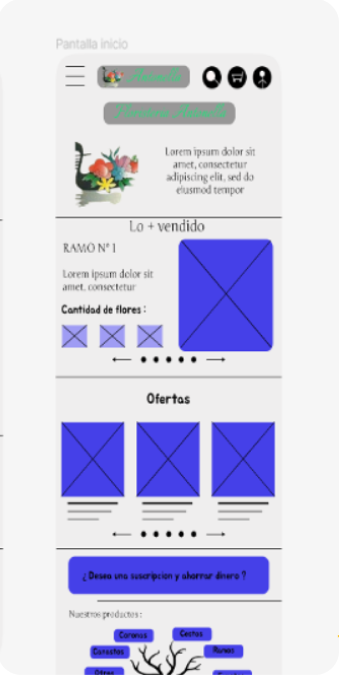 Pantalla inicio
Lorem ipsum dolor sit
amet, consectetur
adipiscing elit, sed do
eiusmod tempor
Lo + vendido
RAMO N° 1
Lorem ipsum dolor sit
amet, consectetur
Cantidad de flores :
Ofertas
¿ Desea una suscripcion y ahorrar dinero ?
Nuestros productos :
Coronas Cestas
Canastos Ramos
Otros